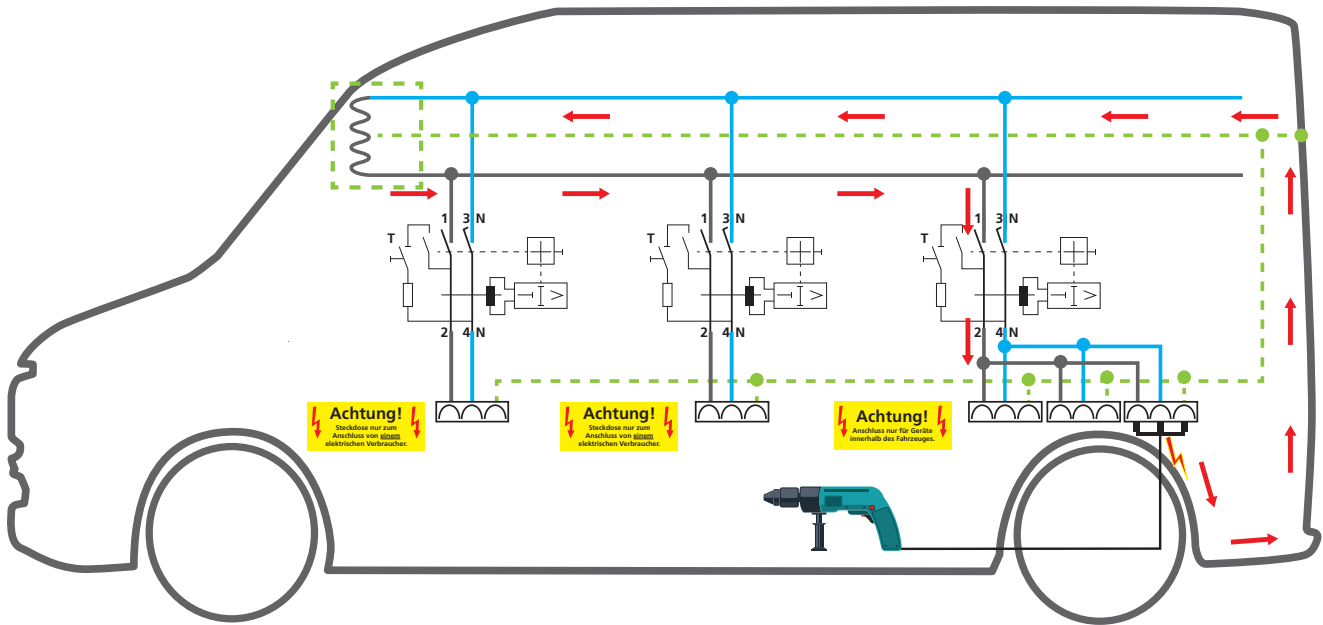 1 3 N
T
2 4 N
1 3 N
T
2 4 N
1 3 N
T
2 4 N
Achtung!
Steckdose nur zum
Anschluss von einem
elektrischen Verbraucher.
Achtung!
Steckdose nur zum
Anschluss von einem
elektrischen Verbraucher.
Achtung!
Anschluss nur für Geräte
innerhalb des Fahrzeuges.